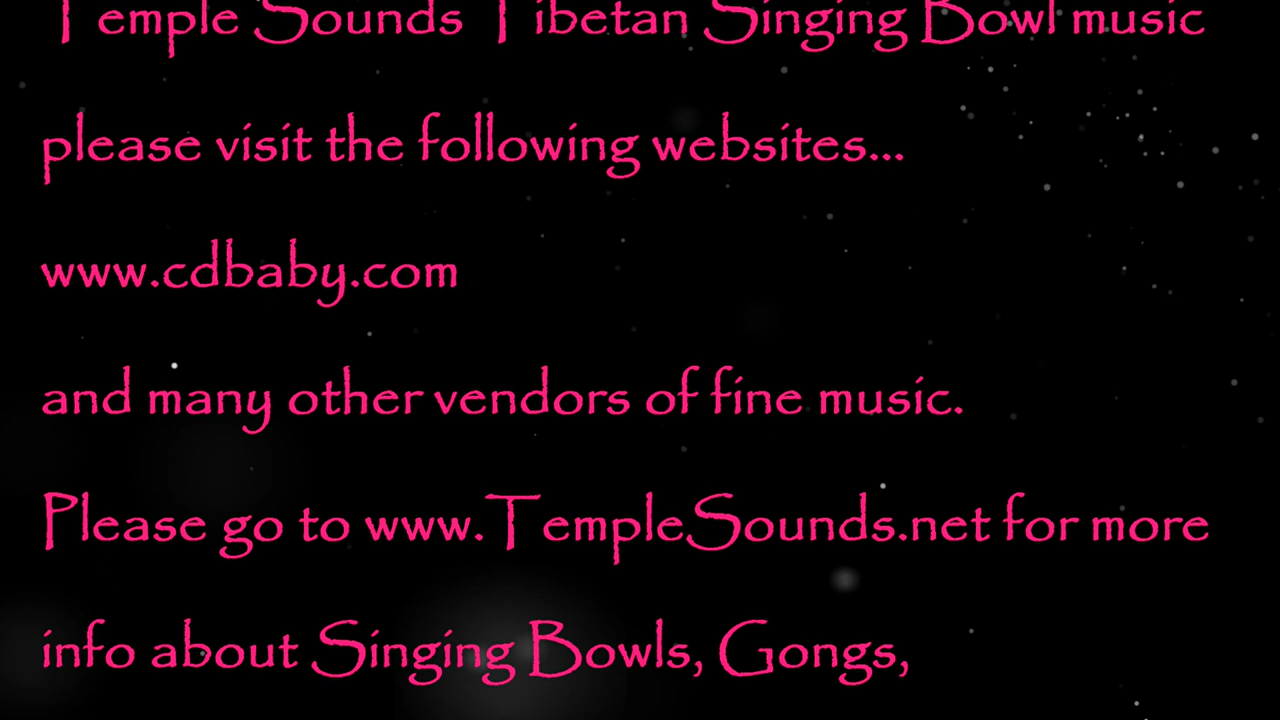 Temple Sounds Tibetan Singing Bowl music
please visit the following websites...
www.cdbaby.com
and many other vendors of fine music.
Please go to www.TempleSounds.net for more
info about Singing Bowls, Gongs,